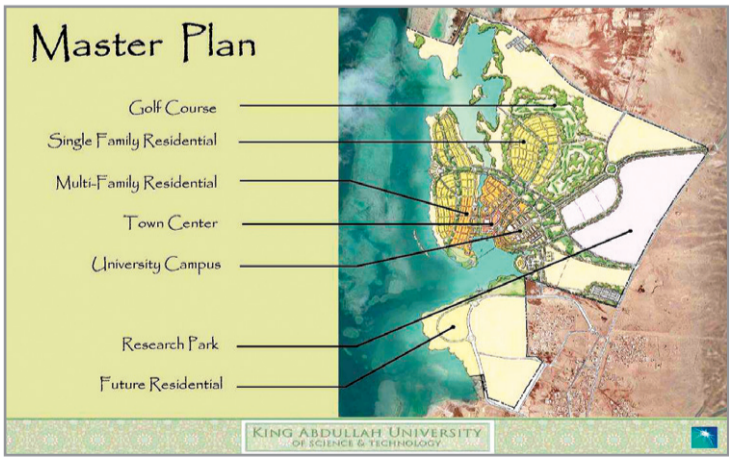 Master Plan
Golf Course
Single Family Residential
Multi-Family Residential
Town Center
University Campus
Research Park
Future Residential
KING ABDULLAH UNIVERSITY
OF SCIENCE & TECHNOLOGY